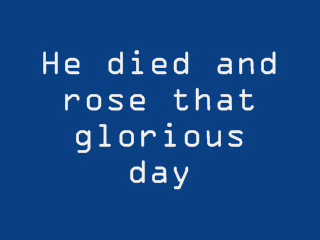 He died and
rose that
glorious
day